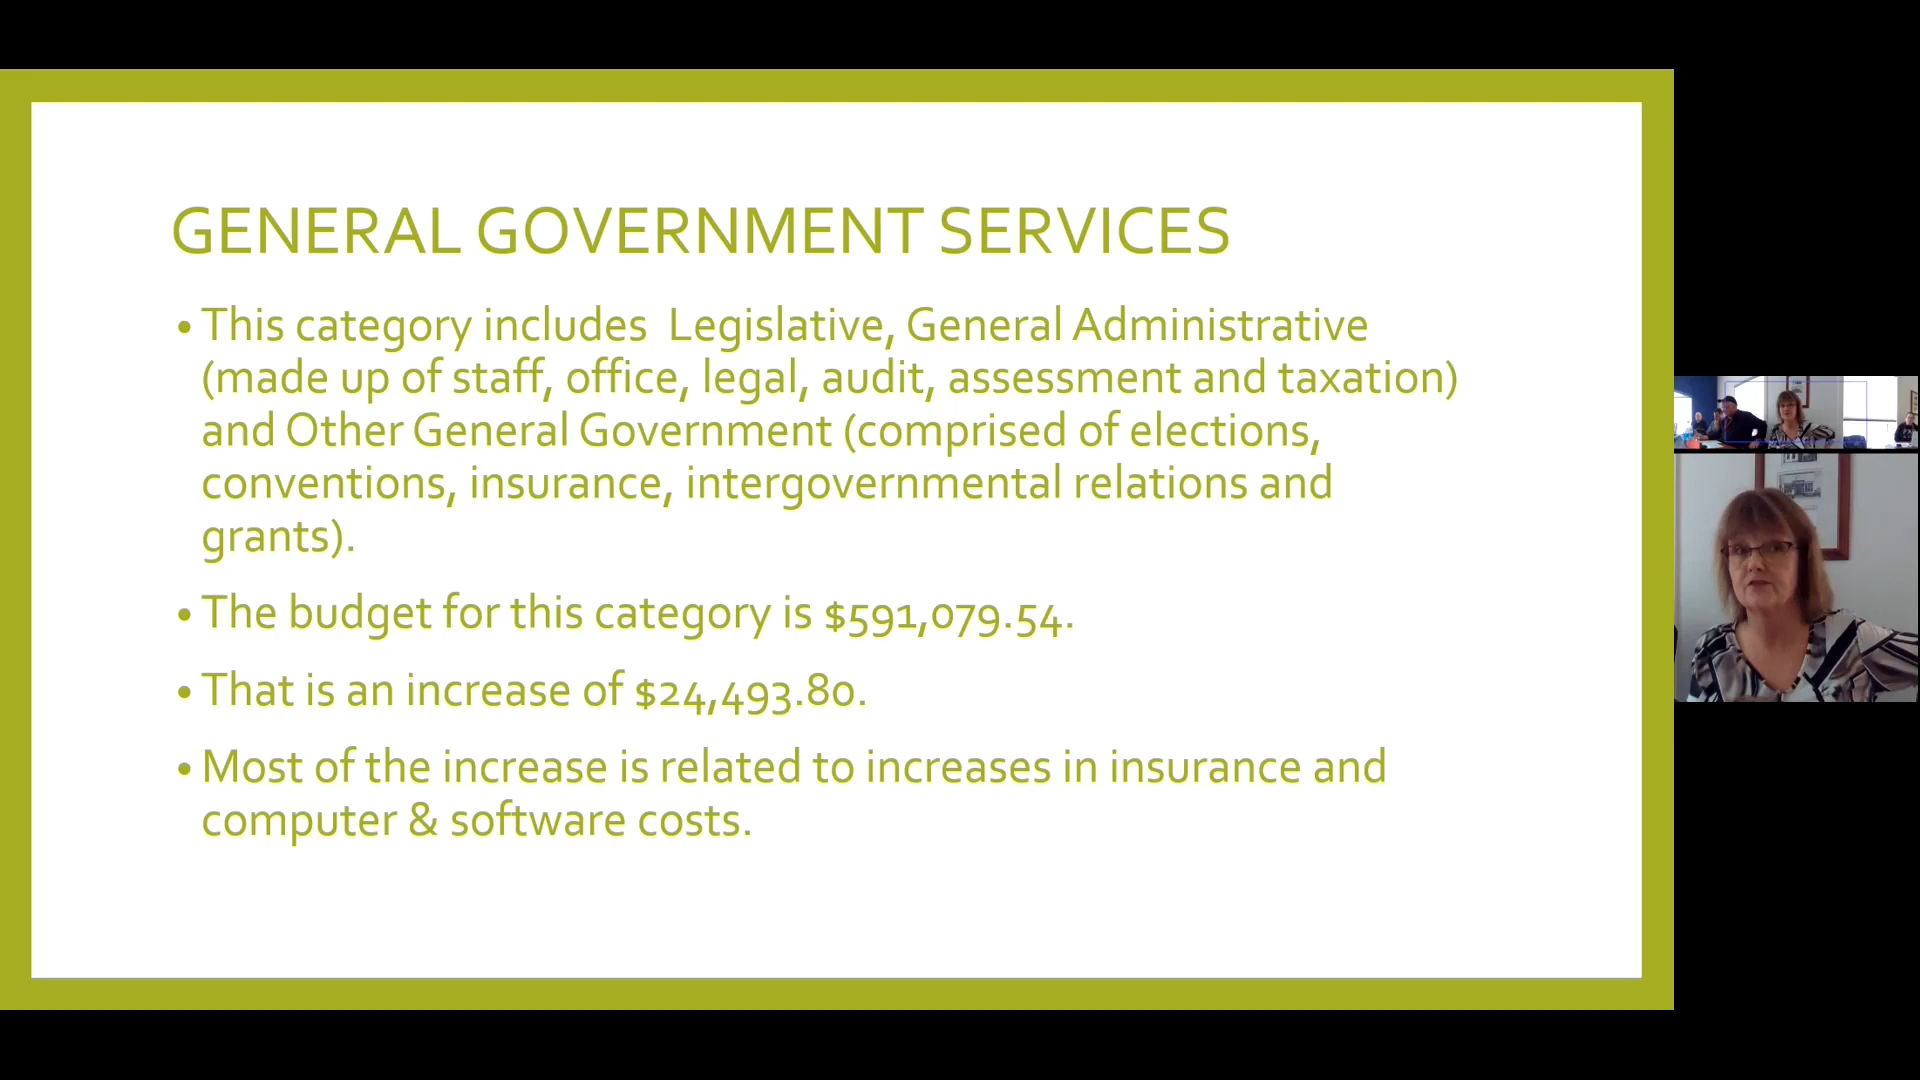 GENERAL GOVERNMENT SERVICES
• This category includes  Legislative, General Administrative
(made up of staff, office, legal, audit, assessment and taxation)
and Other General Government (comprised of elections,
conventions, insurance, intergovernmental relations and
grants).
• The budget for this category is $591,079.54.
• That is an increase of $24,493.80.
• Most of the increase is related to increases in insurance and
computer & software costs.